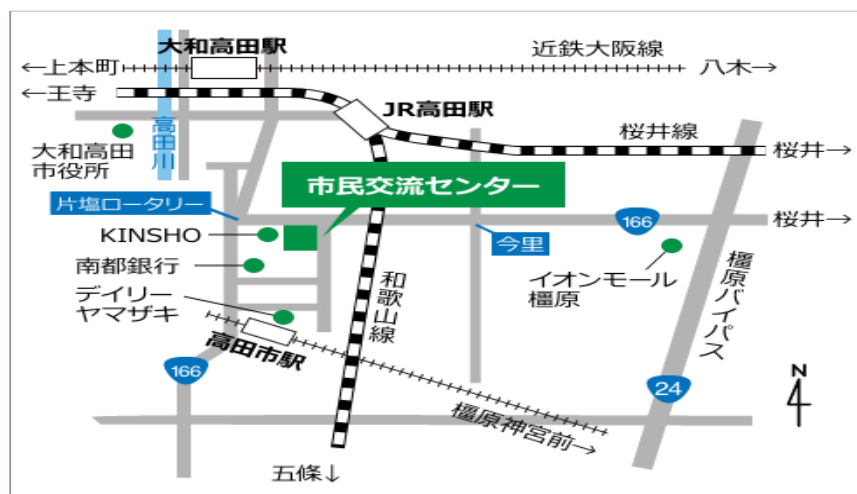 大和高田駅
近鉄大阪線
←上本町
八木→
←王寺
JR高田駅
高田川
桜井線
大和高田
市役所
桜井→
市民交流センター
片塩ロータリー
166
桜井→
KINSHO
今里
南都銀行
イオンモール
橿原
和歌山線
橿原バイパス
デイリー
ヤマザキ
高田市駅
166
24
N
橿原神宮前→
五條↓